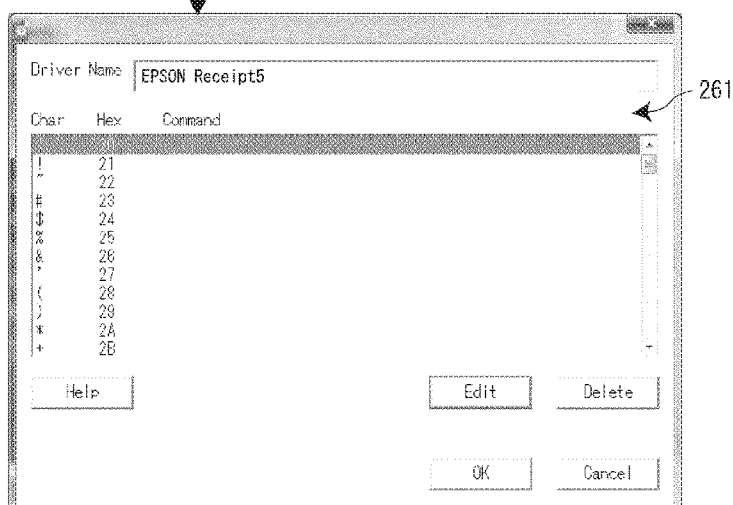 Driver Name EPSON Receipt5
261
Char Hex Command
! 21
" 22
# 23
$ 24
% 25
& 26
' 27
( 28
) 29
* 2A
+ 2B
Help Edit Delete
OK Cancel